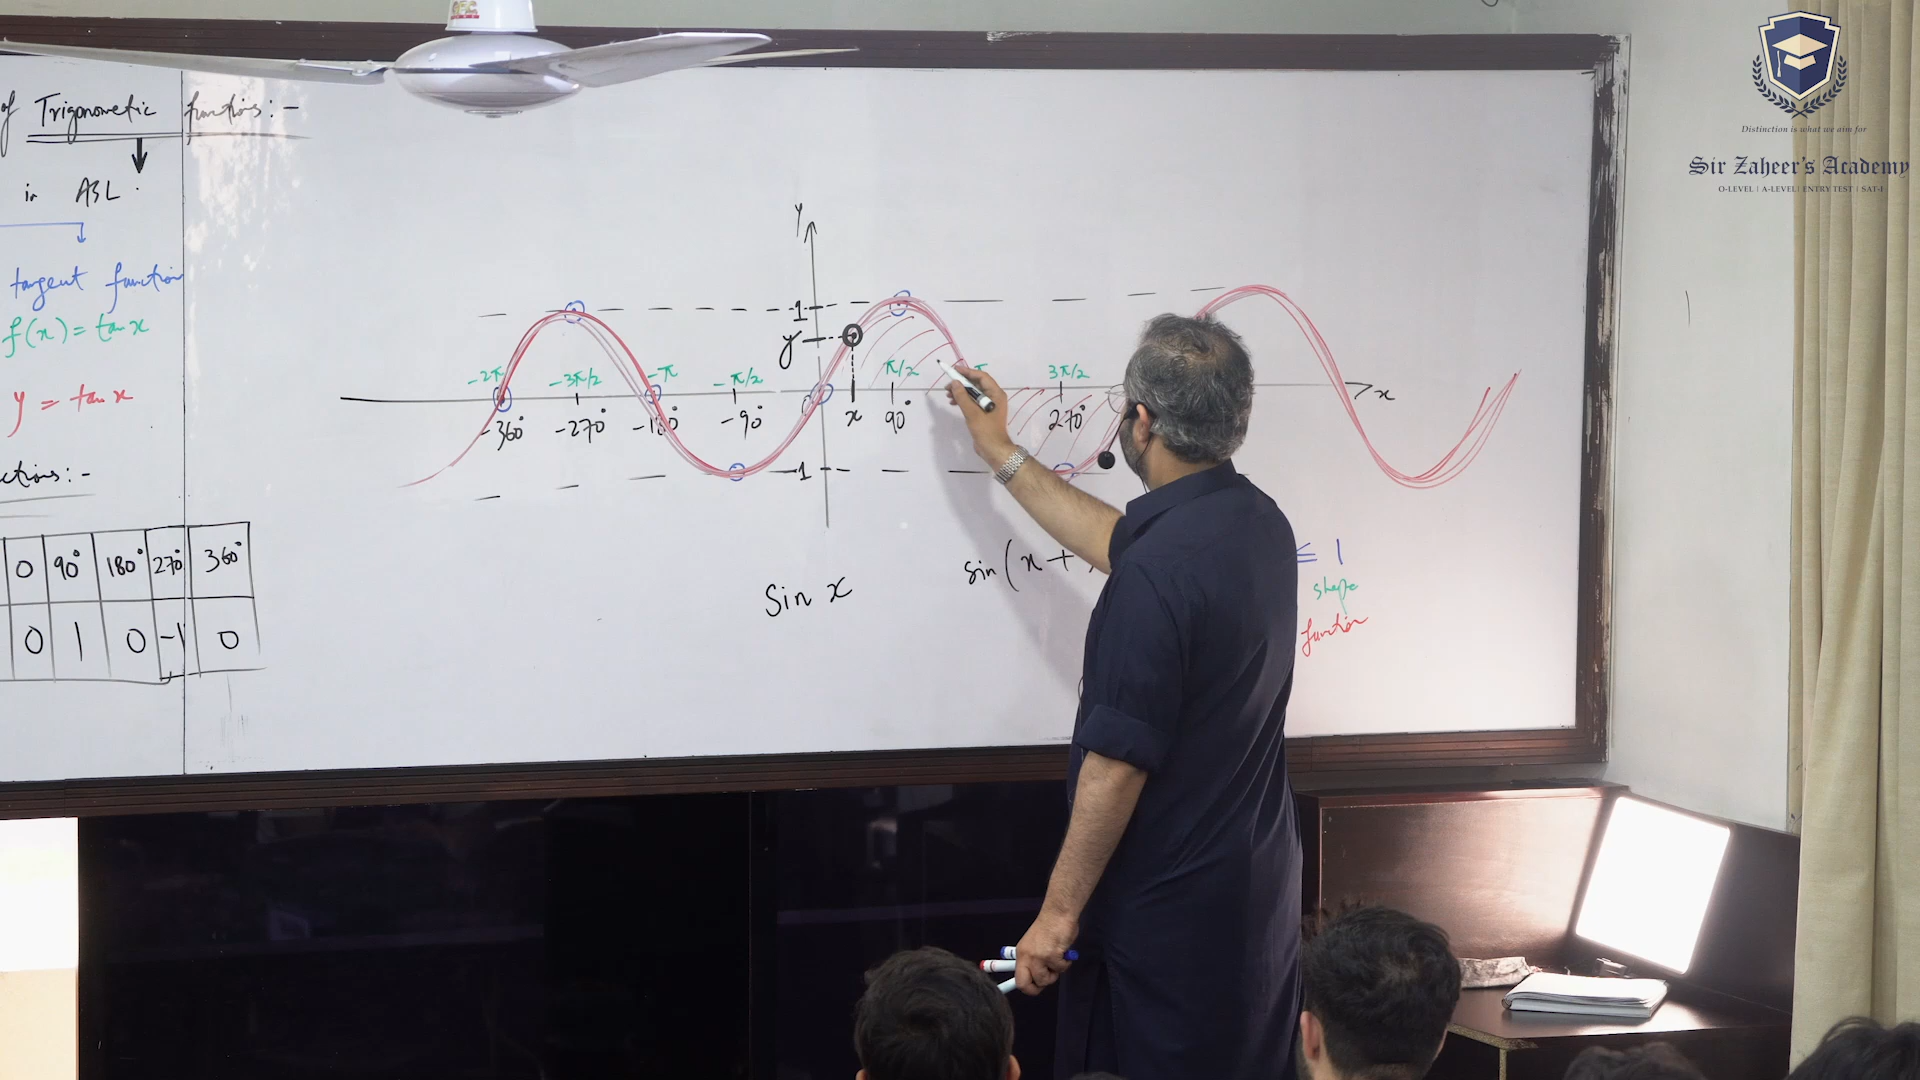 of Trigonometic functions:-
in ASL.
tangent function
f(x) = tan x
y = tan x
ctions:-
0 90° 180° 270° 360°
0 1 0 -1 0
y
1
y
-2π -3π/2 -π -π/2 π/2 π 3π/2
x
-360° -270° -180° -90° x 90° 270°
-1
sin x
sin(x+
≤ 1
shape
function
Distinction is what we aim for
Sir Zaheer's Academy
O-LEVEL | A-LEVEL | ENTRY TEST | SAT-I